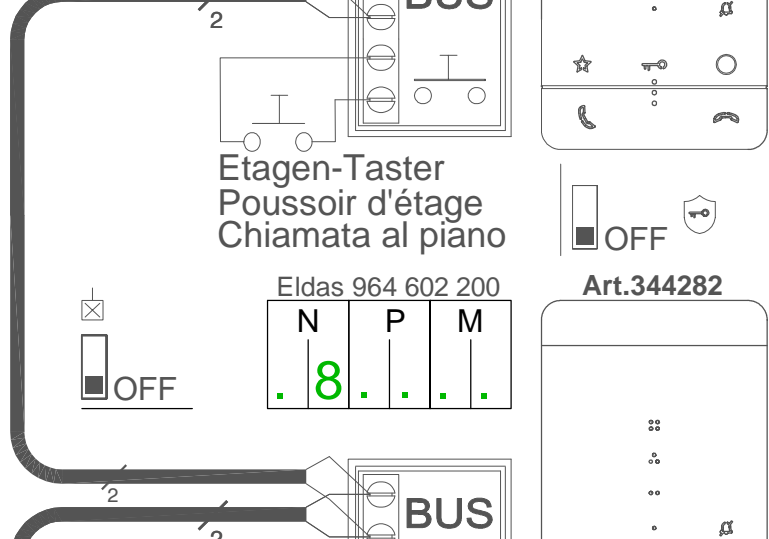 BUS
2
Etagen-Taster
Poussoir d'étage
Chiamata al piano
OFF
Eldas 964 602 200
Art.344282
N P M
. 8 . . . .
OFF
2
BUS
2